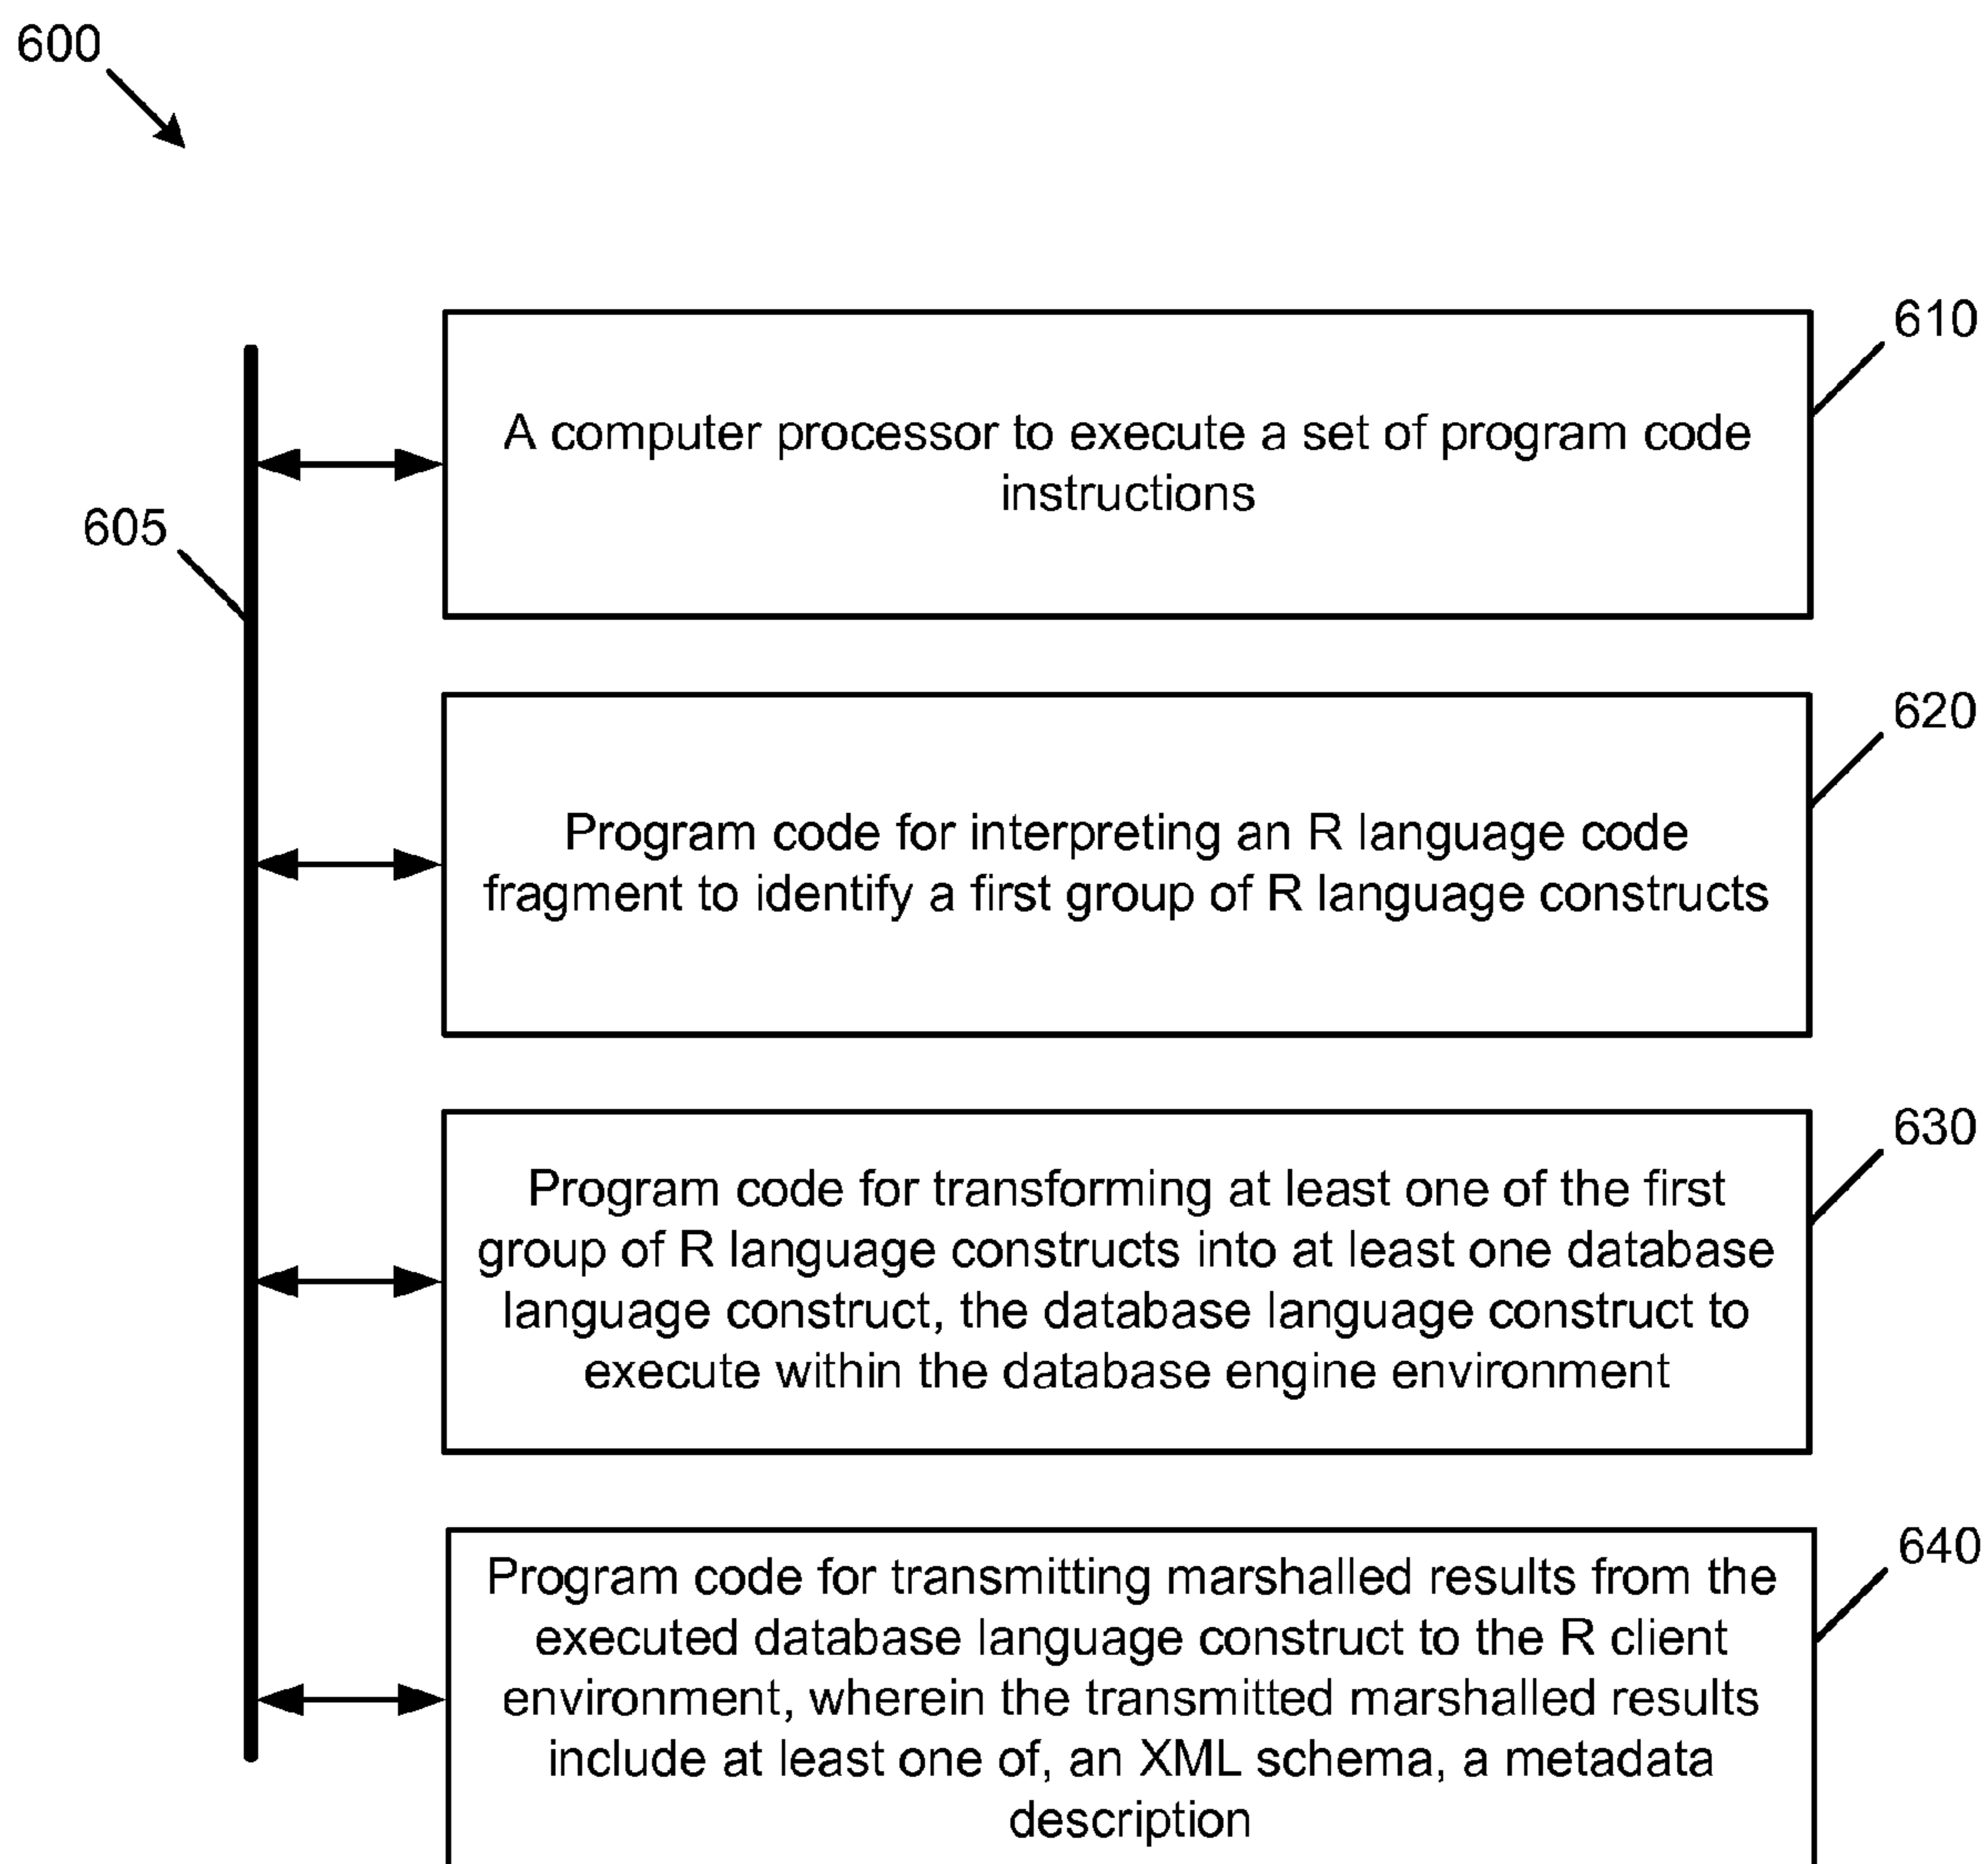 600
610
A computer processor to execute a set of program code
instructions
605
620
Program code for interpreting an R language code
fragment to identify a first group of R language constructs
630
Program code for transforming at least one of the first
group of R language constructs into at least one database
language construct, the database language construct to
execute within the database engine environment
640
Program code for transmitting marshalled results from the
executed database language construct to the R client
environment, wherein the transmitted marshalled results
include at least one of, an XML schema, a metadata
description